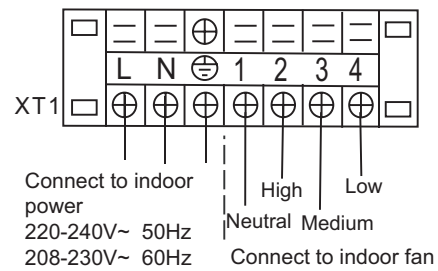 L N 1 2 3 4
XT1
Connect to indoor
power
220-240V~ 50Hz
208-230V~ 60Hz
High
Low
Neutral Medium
Connect to indoor fan